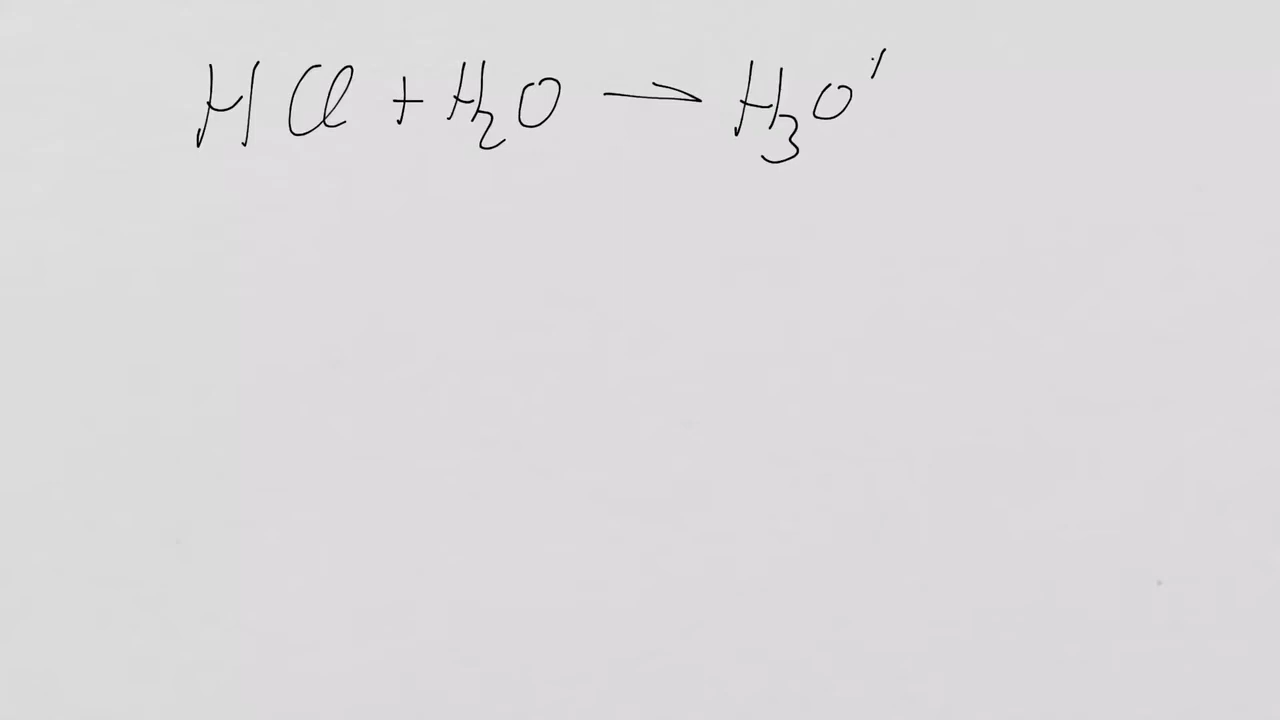 HCl + H₂O → H₃O⁺